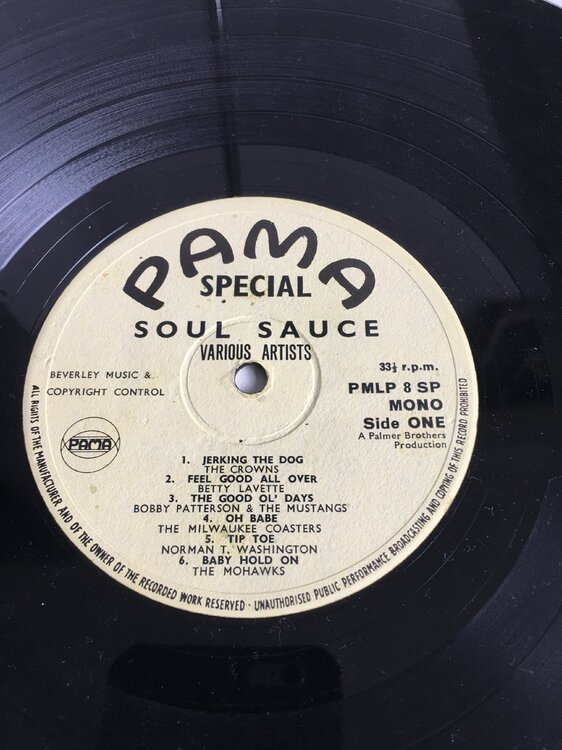 PAMA
SPECIAL
SOUL SAUCE
VARIOUS ARTISTS
BEVERLEY MUSIC &
COPYRIGHT CONTROL
33⅓ r.p.m.
PMLP 8 SP
MONO
Side ONE
A Palmer Brothers
Production
PAMA
1. JERKING THE DOG
THE CROWNS
2. FEEL GOOD ALL OVER
BETTY LAVETTE
3. THE GOOD OL' DAYS
BOBBY PATTERSON & THE MUSTANGS
4. OH BABE
THE MILWAUKEE COASTERS
5. TIP TOE
NORMAN T. WASHINGTON
6. BABY HOLD ON
THE MOHAWKS
ALL RIGHTS OF THE MANUFACTURER AND OF THE OWNER OF THE RECORDED WORK RESERVED · UNAUTHORISED PUBLIC PERFORMANCE BROADCASTING AND COPYING OF THIS RECORD PROHIBITED